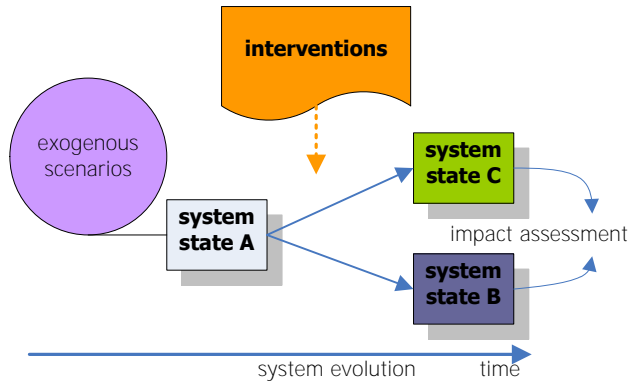 interventions
exogenous
scenarios
system
state A
system
state C
impact assessment
system
state B
system evolution
time